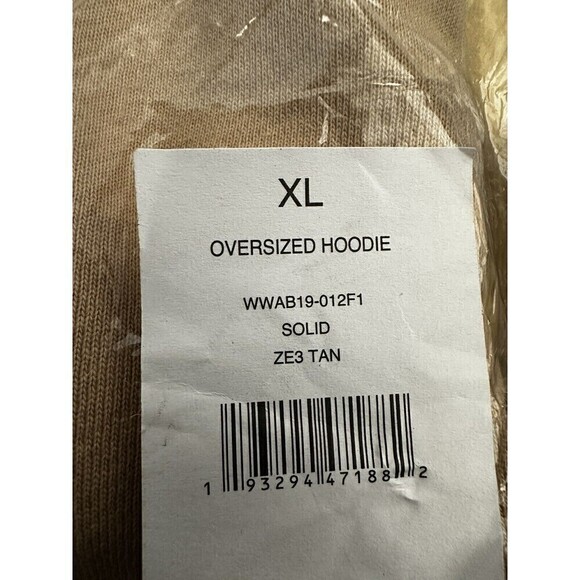 XL
OVERSIZED HOODIE
WWAB19-012F1
SOLID
ZE3 TAN
1 93294 47188 2